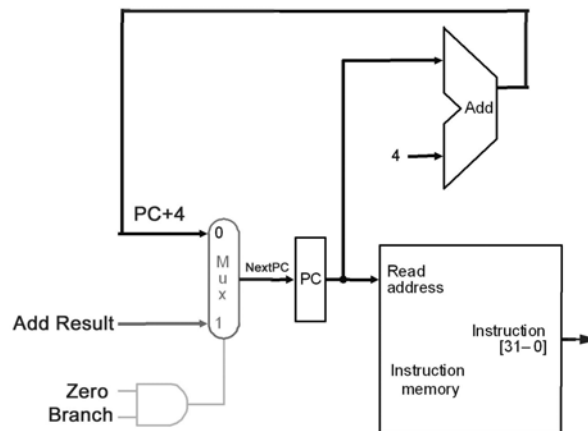 Add
4
PC+4
0
Mux
1
NextPC
PC
Read
address
Add Result
Instruction
[31–0]
Instruction
memory
Zero
Branch